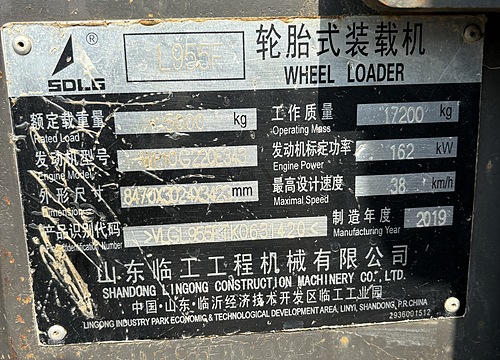 SDLG ® L955F 轮胎式装载机
WHEEL LOADER
额定载重量 kg 工作质量 17200 kg
Rated Load Operating Mass
发动机型号 发动机标定功率 162 kW
Engine Model Engine Power
外形尺寸 mm 最高设计速度 38 km/h
Maximal Speed
产品识别代码 制造年度 2019
Identification Number Manufacturing Year
山东临工工程机械有限公司
SHANDONG LINGONG CONSTRUCTION MACHINERY CO.,LTD.
中国·山东·临沂经济技术开发区临工工业园
LINGONG INDUSTRY PARK ECONOMIC & TECHNOLOGICAL DEVELOPMENT AREA, LINYI, SHANDONG, P.R.CHINA
2936001512